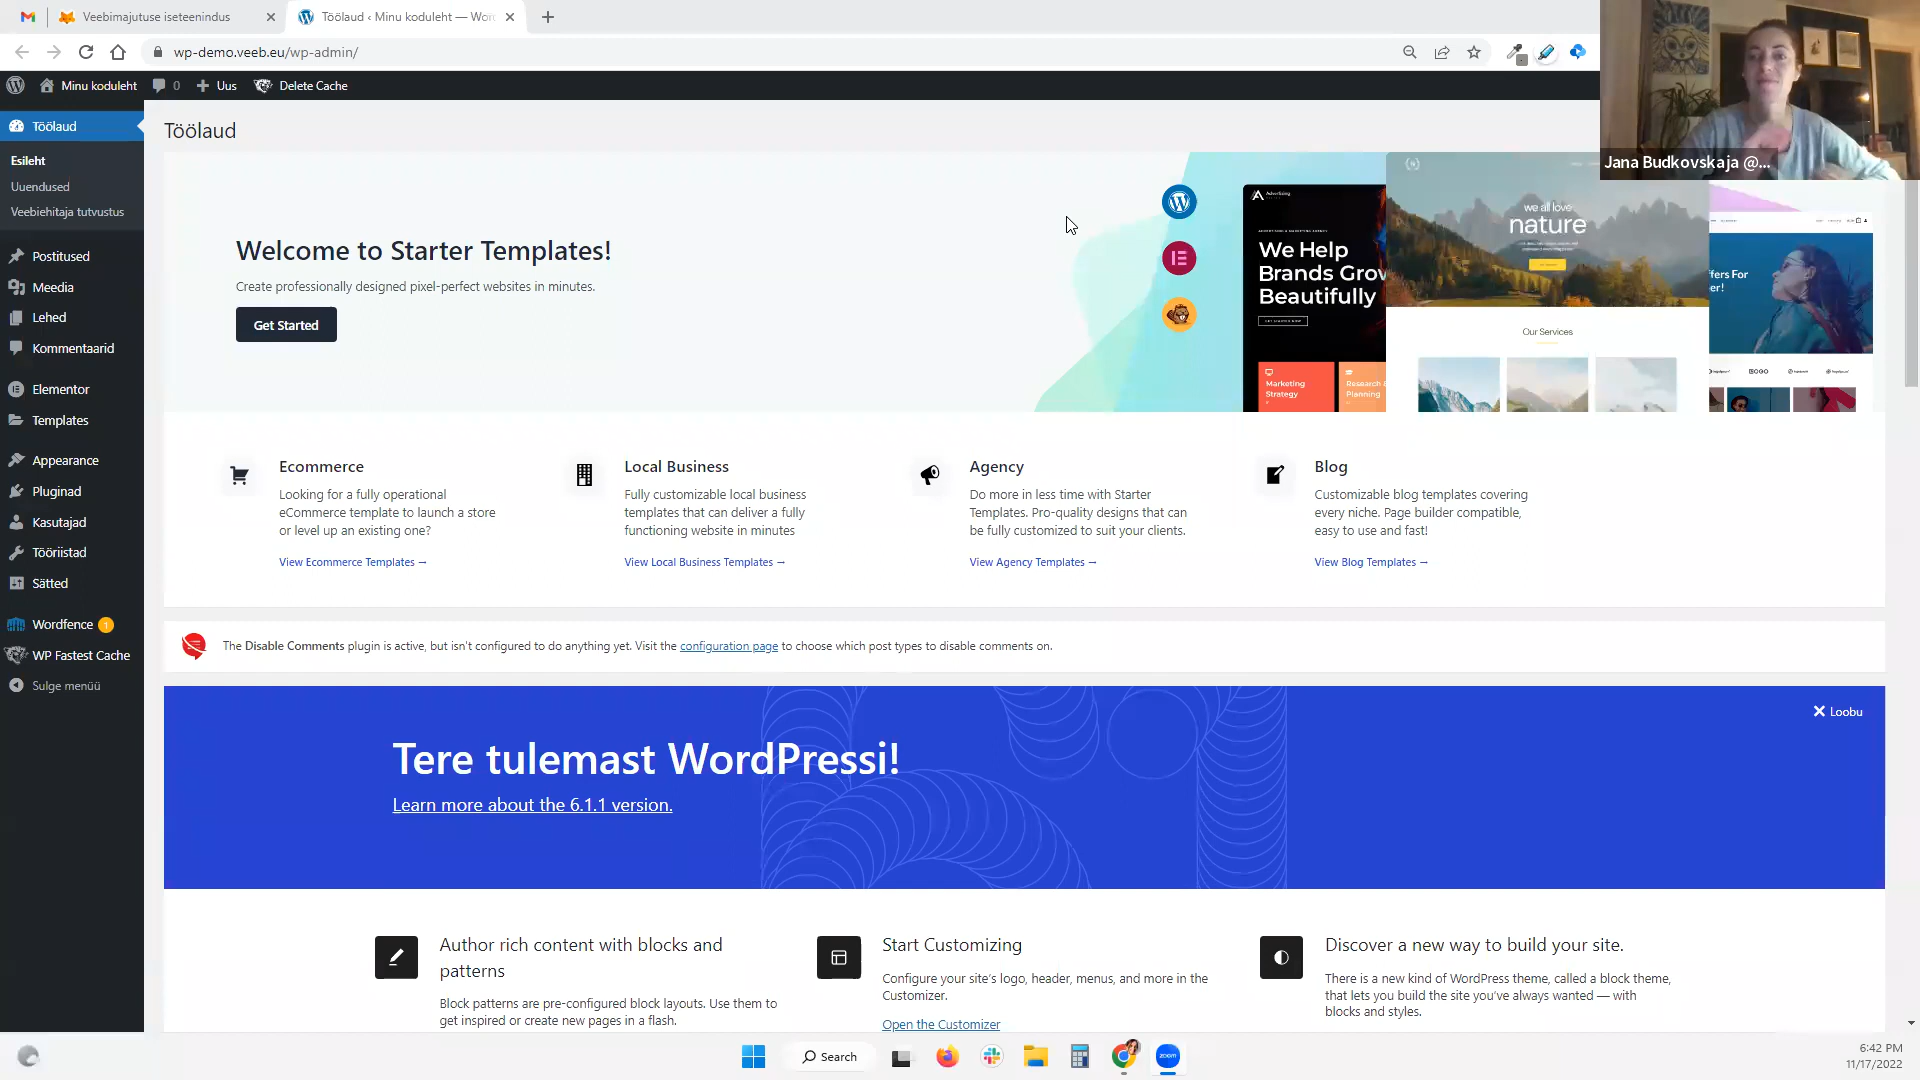 Veebimajutuse iseteenindus
Töölaud ‹ Minu koduleht — Wor
wp-demo.veeb.eu/wp-admin/
Minu koduleht
0
Uus
Delete Cache
Jana Budkovskaja @...
Töölaud
Esileht
Uuendused
Veebiehitaja tutvustus
Postitused
Meedia
Lehed
Kommentaarid
Elementor
Templates
Appearance
Pluginad
Kasutajad
Tööriistad
Sätted
Wordfence 1
WP Fastest Cache
Sulge menüü
Töölaud
Welcome to Starter Templates!
Create professionally designed pixel-perfect websites in minutes.
Get Started
We Help
Brands Grov
Beautifully
Marketing
Strategy
Research &
Planning
we all love
nature
Our Services
ffers For
er!
Ecommerce
Looking for a fully operational
eCommerce template to launch a store
or level up an existing one?
View Ecommerce Templates →
Local Business
Fully customizable local business
templates that can deliver a fully
functioning website in minutes
View Local Business Templates →
Agency
Do more in less time with Starter
Templates. Pro-quality designs that can
be fully customized to suit your clients.
View Agency Templates →
Blog
Customizable blog templates covering
every niche. Page builder compatible,
easy to use and fast!
View Blog Templates →
The Disable Comments plugin is active, but isn't configured to do anything yet. Visit the configuration page to choose which post types to disable comments on.
Loobu
Tere tulemast WordPressi!
Learn more about the 6.1.1 version.
Author rich content with blocks and
patterns
Block patterns are pre-configured block layouts. Use them to
get inspired or create new pages in a flash.
Start Customizing
Configure your site's logo, header, menus, and more in the
Customizer.
Open the Customizer
Discover a new way to build your site.
There is a new kind of WordPress theme, called a block theme,
that lets you build the site you've always wanted — with
blocks and styles.
Search
zoom
6:42 PM
11/17/2022